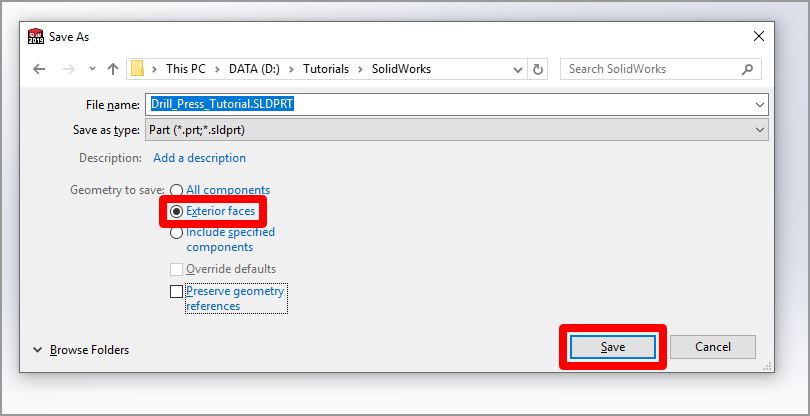 SW 2019 Save As
This PC > DATA (D:) > Tutorials > SolidWorks Search SolidWorks
File name: Drill_Press_Tutorial.SLDPRT
Save as type: Part (*.prt;*.sldprt)
Description: Add a description
Geometry to save: All components
Exterior faces
Include specified
components
Override defaults
Preserve geometry
references
Browse Folders Save Cancel